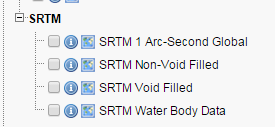 SRTM
SRTM 1 Arc-Second Global
SRTM Non-Void Filled
SRTM Void Filled
SRTM Water Body Data